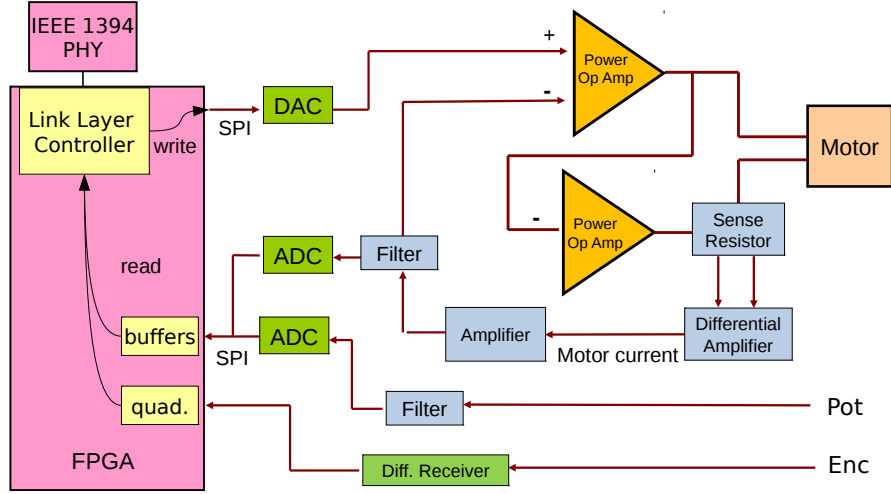 IEEE 1394
PHY
Link Layer
Controller
write
SPI
DAC
+
-
Power
Op Amp
Motor
-
Power
Op Amp
Sense
Resistor
read
ADC
Filter
buffers
SPI
ADC
Amplifier
Motor current
Differential
Amplifier
quad.
Filter
Pot
FPGA
Diff. Receiver
Enc